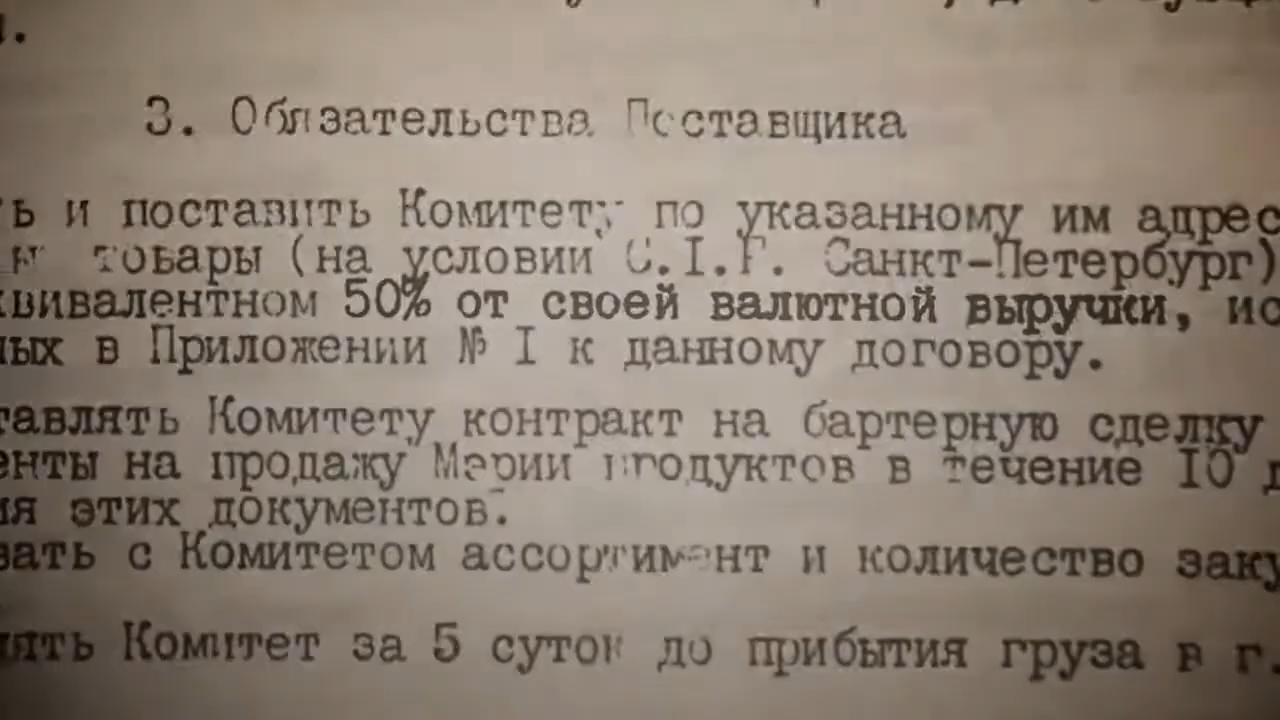 3. Обязательства Поставщика
ь и поставить Комитету по указанному им адрес
товары (на условии C.I.F. Санкт-Петербург)
квивалентном 50% от своей валютной выручки, ис
ных в Приложении № I к данному договору.
тавлять Комитету контракт на бартерную сделку
енты на продажу Мэрии продуктов в течение IO д
ия этих документов.
вать с Комитетом ассортимент и количество заку
лять Комитет за 5 суток до прибытия груза в г.